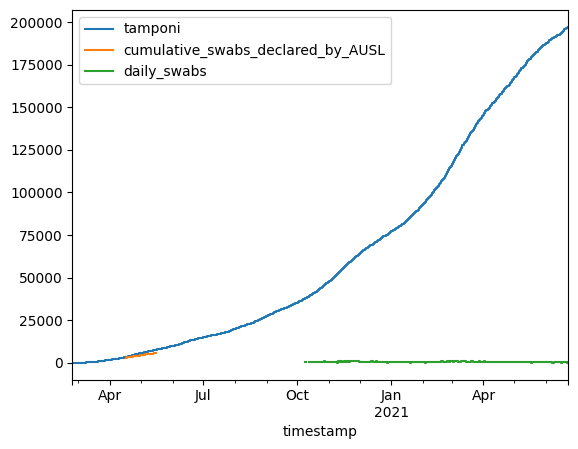 tamponi
cumulative_swabs_declared_by_AUSL
daily_swabs
200000
175000
150000
125000
100000
75000
50000
25000
0
Apr Jul Oct Jan Apr
2021
timestamp